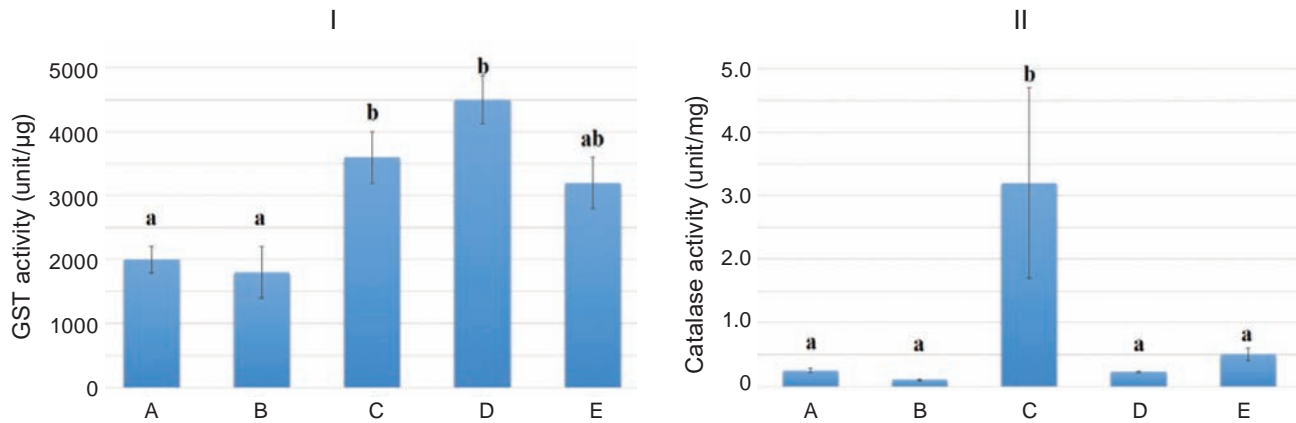 I
GST activity (unit/µg)
5000
4000
3000
2000
1000
0
a
a
b
b
ab
A B C D E
II
Catalase activity (unit/mg)
5.0
4.0
3.0
2.0
1.0
0
a
a
b
a
a
A B C D E